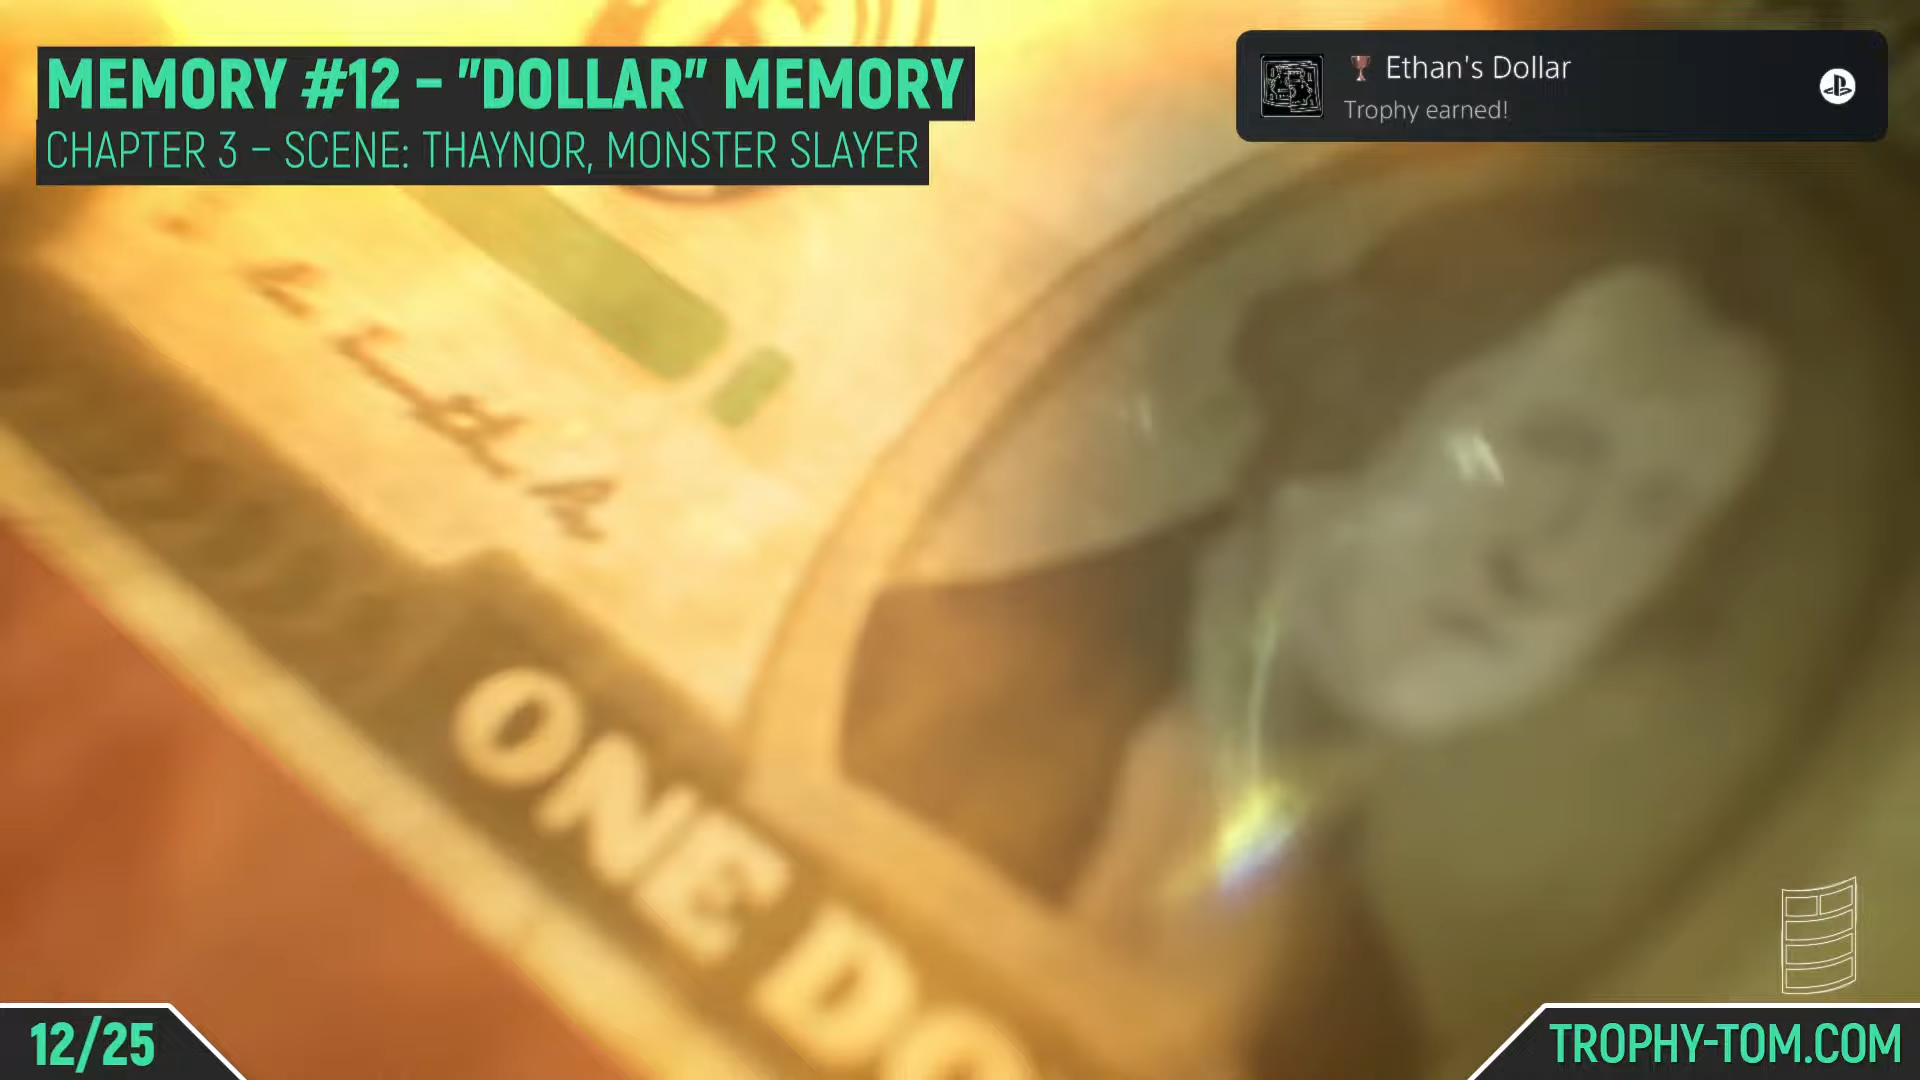 MEMORY #12 – "DOLLAR" MEMORY
CHAPTER 3 – SCENE: THAYNOR, MONSTER SLAYER
Ethan's Dollar
Trophy earned!
ONE DO
12/25
TROPHY-TOM.COM